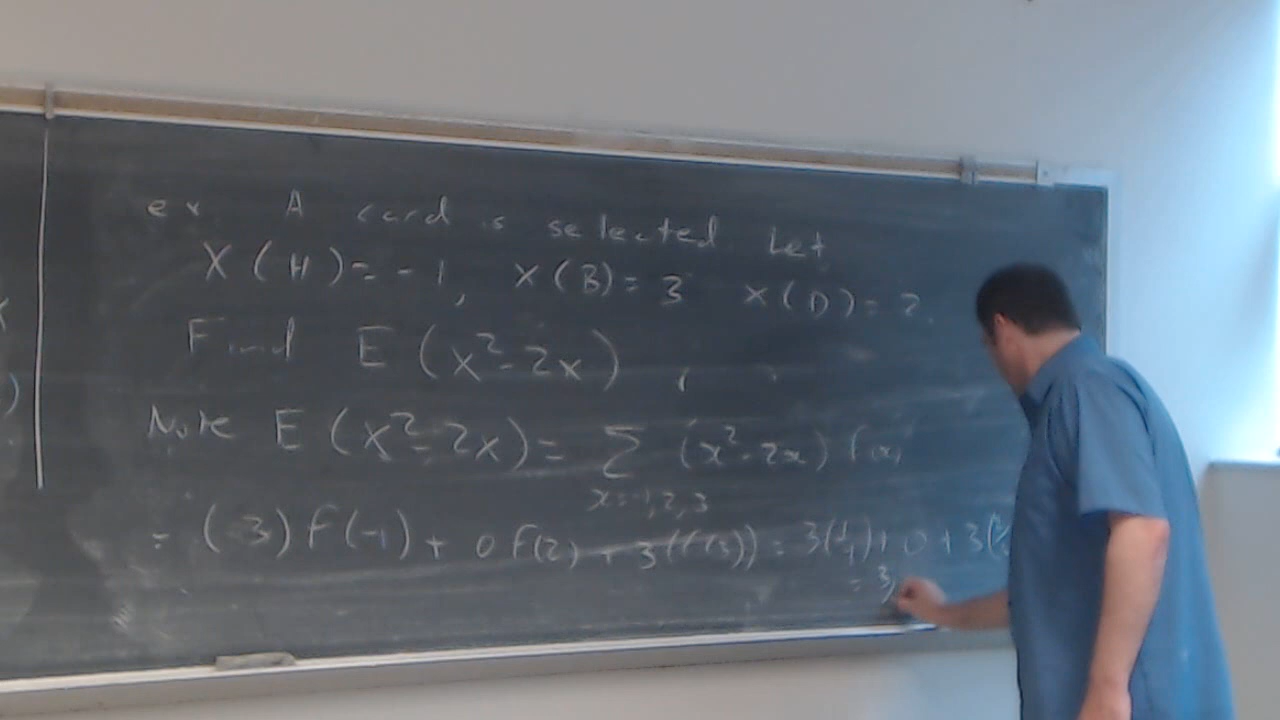 ex. A card is selected. Let
X(H) = -1, X(B) = 3 X(D) = 2.
Find E(X²-2X)
Note E(X²-2X) = Σ (x²-2x) f(x)
x=-1,2,3
= (3) f(-1) + 0 f(2) + 3(f(3)) = 3(1/4) + 0 + 3(
= 3/